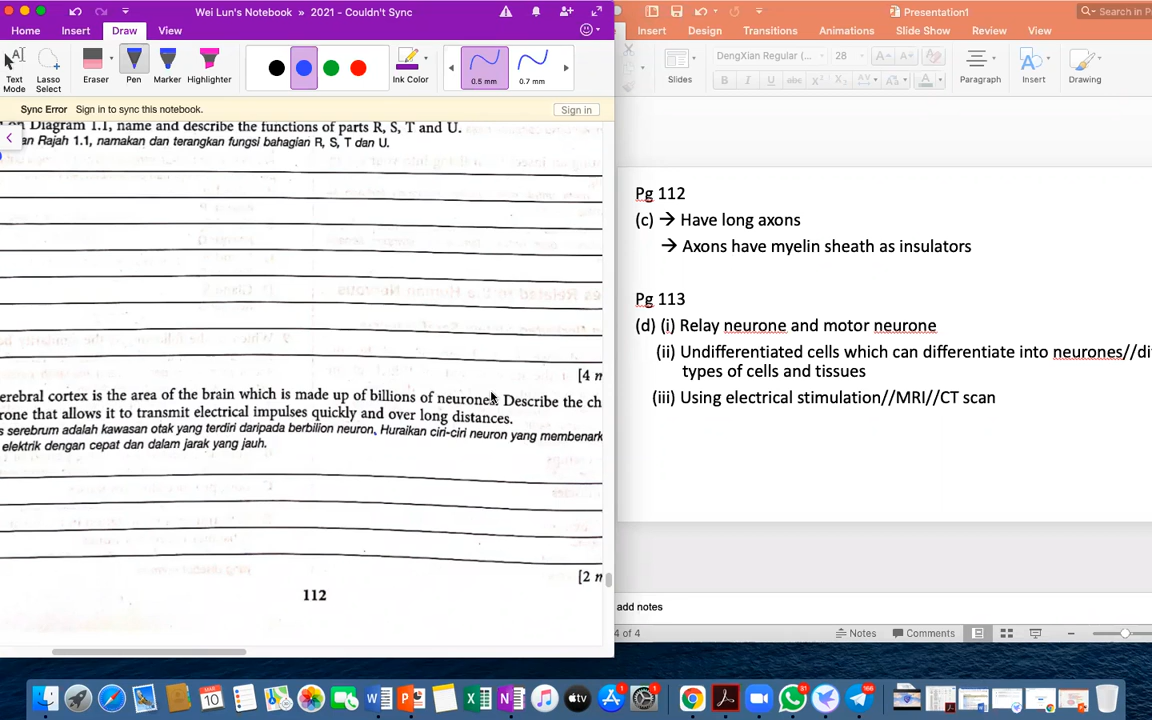 Wei Lun's Notebook » 2021 - Couldn't Sync
Home Insert Draw View
Text Mode
Lasso Select
Eraser
Pen
Marker
Highlighter
Ink Color
0.5 mm
0.7 mm
Sync Error Sign in to sync this notebook.
Sign in
on Diagram 1.1, name and describe the functions of parts R, S, T and U.
an Rajah 1.1, namakan dan terangkan fungsi bahagian R, S, T dan U.
[4 m
erebral cortex is the area of the brain which is made up of billions of neurones. Describe the ch
rone that allows it to transmit electrical impulses quickly and over long distances.
s serebrum adalah kawasan otak yang terdiri daripada berbilion neuron. Huraikan ciri-ciri neuron yang membenark
elektrik dengan cepat dan dalam jarak yang jauh.
[2 m
112
Presentation1
Search in P
Insert Design Transitions Animations Slide Show Review View
Slides
DengXian Regular (... 28
Paragraph
Insert
Drawing
Pg 112
(c) → Have long axons
→ Axons have myelin sheath as insulators
Pg 113
(d) (i) Relay neurone and motor neurone
(ii) Undifferentiated cells which can differentiate into neurones//di
types of cells and tissues
(iii) Using electrical stimulation//MRI//CT scan
add notes
4 of 4
Notes
Comments